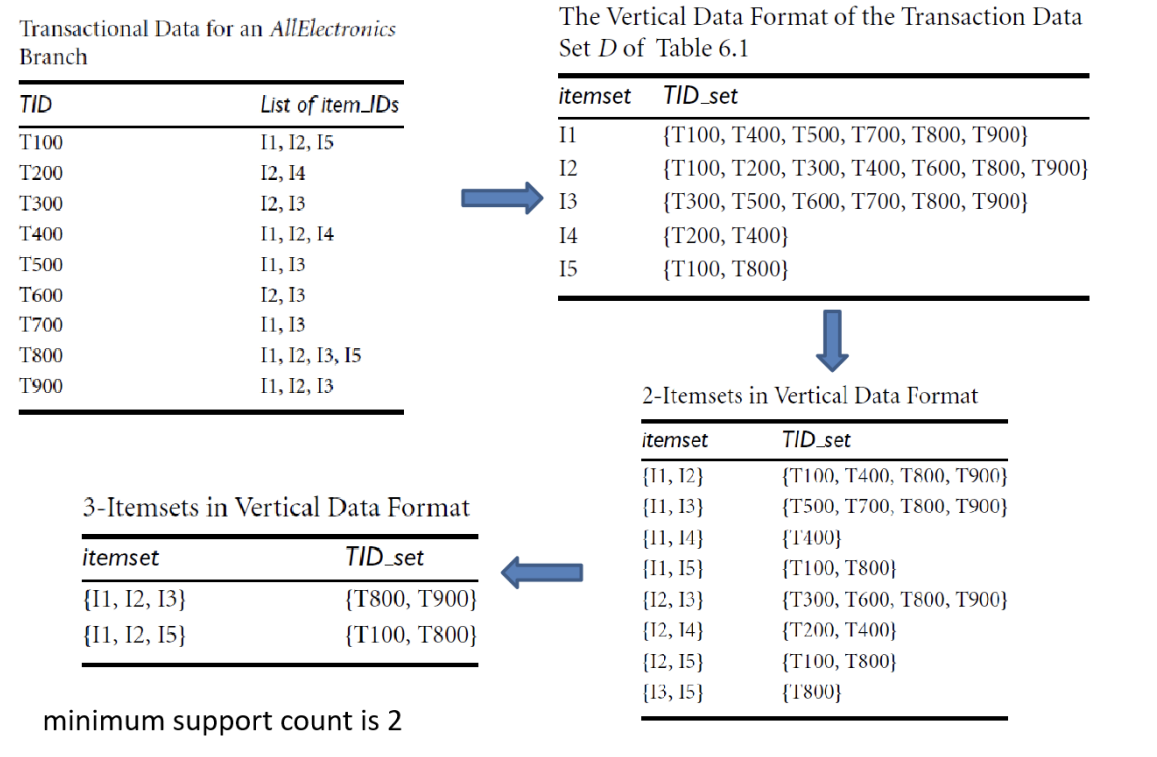 Transactional Data for an AllElectronics
Branch
TID List of item_IDs
T100 I1, I2, I5
T200 I2, I4
T300 I2, I3
T400 I1, I2, I4
T500 I1, I3
T600 I2, I3
T700 I1, I3
T800 I1, I2, I3, I5
T900 I1, I2, I3
The Vertical Data Format of the Transaction Data
Set D of Table 6.1
itemset TID_set
I1 {T100, T400, T500, T700, T800, T900}
I2 {T100, T200, T300, T400, T600, T800, T900}
I3 {T300, T500, T600, T700, T800, T900}
I4 {T200, T400}
I5 {T100, T800}
2-Itemsets in Vertical Data Format
itemset TID_set
{I1, I2} {T100, T400, T800, T900}
{I1, I3} {T500, T700, T800, T900}
{I1, I4} {T400}
{I1, I5} {T100, T800}
{I2, I3} {T300, T600, T800, T900}
{I2, I4} {T200, T400}
{I2, I5} {T100, T800}
{I3, I5} {T800}
3-Itemsets in Vertical Data Format
itemset TID_set
{I1, I2, I3} {T800, T900}
{I1, I2, I5} {T100, T800}
minimum support count is 2